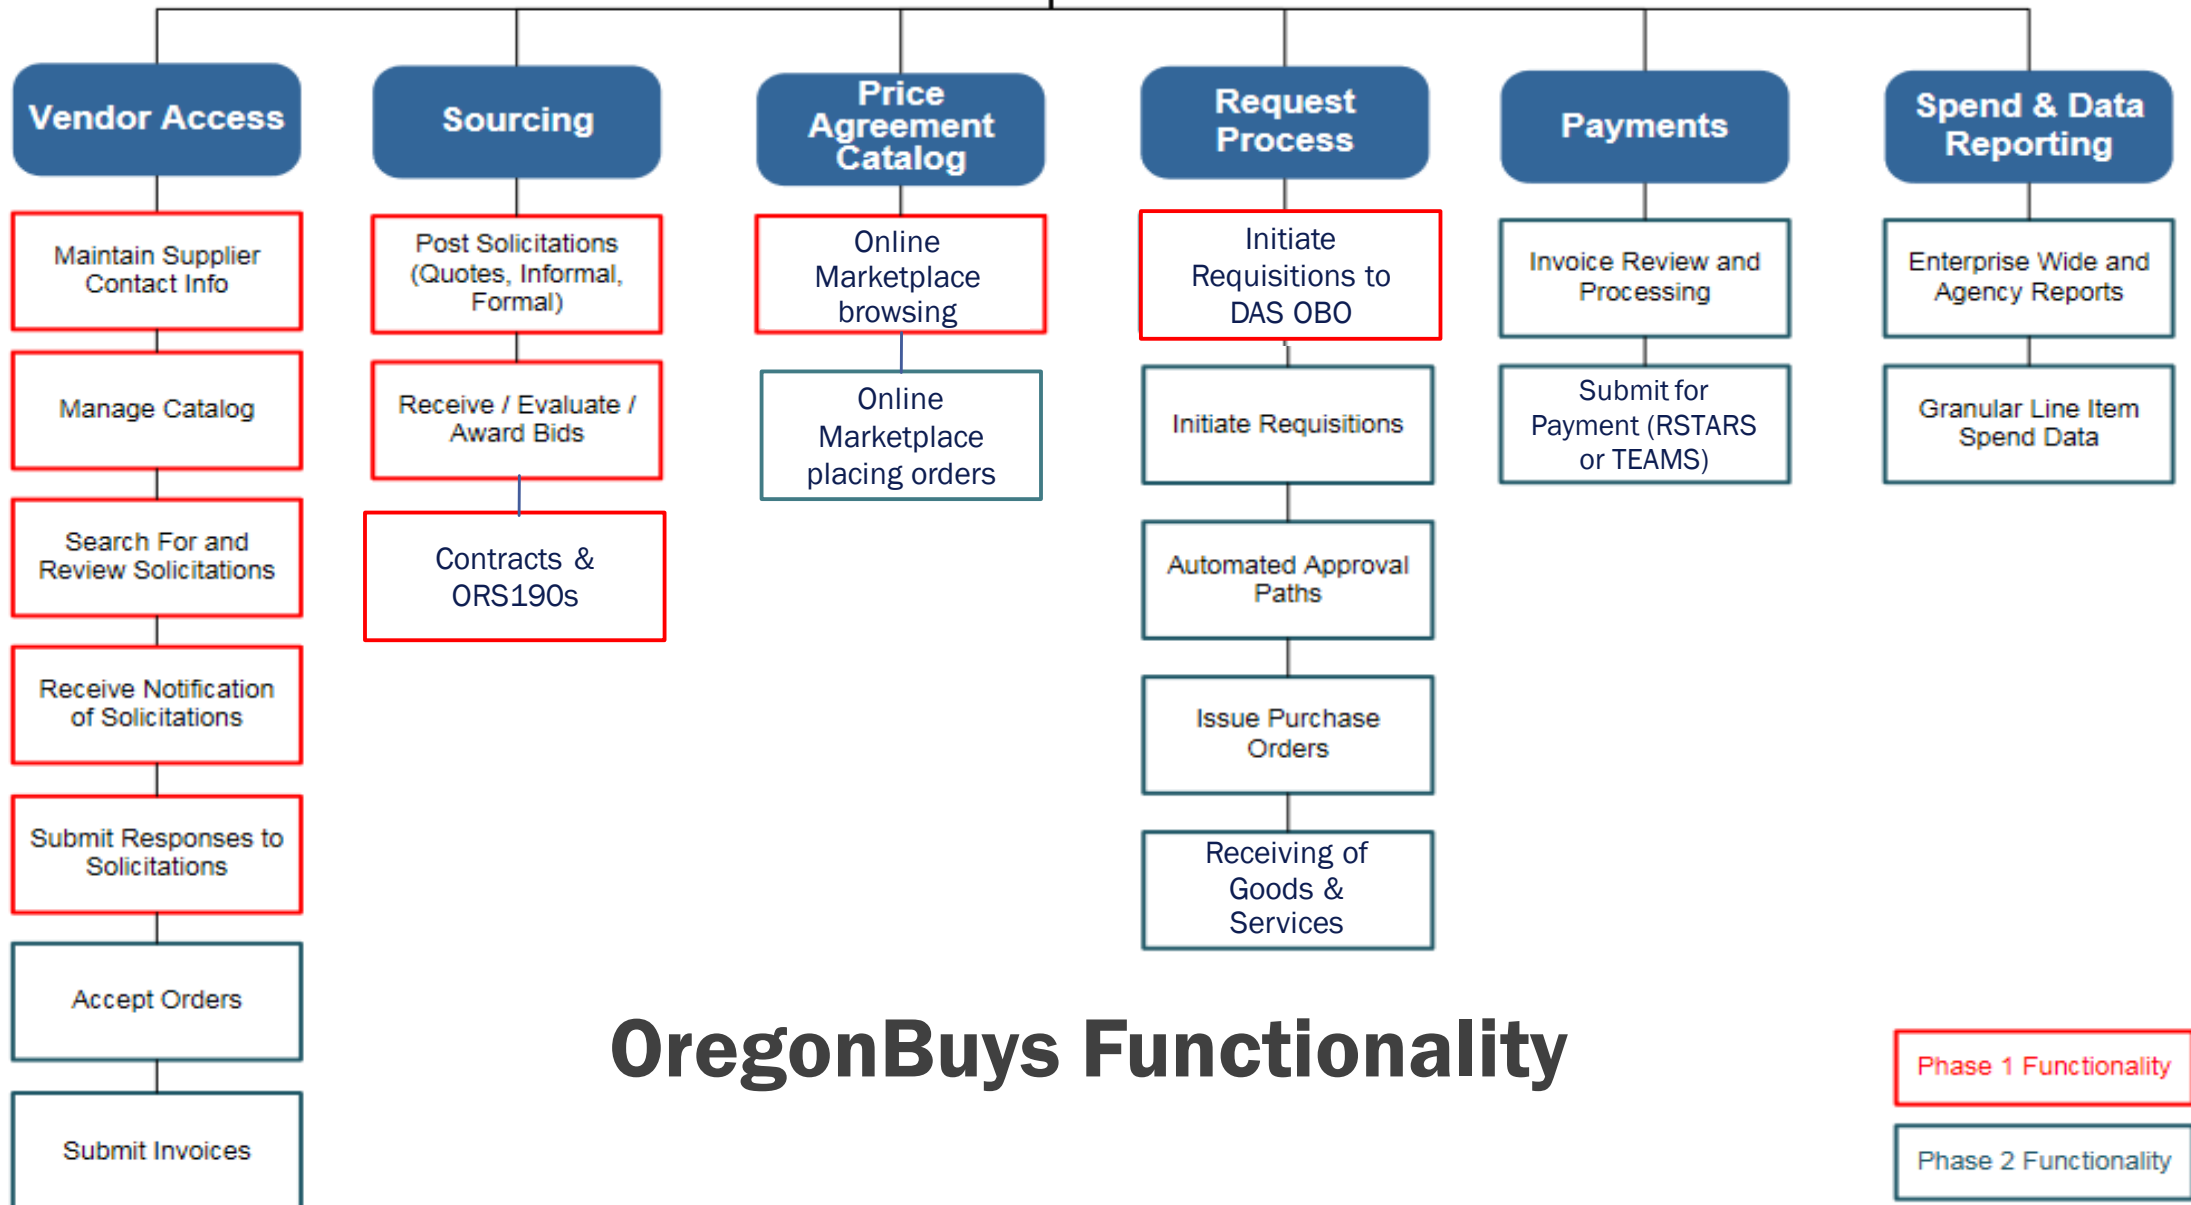 Vendor Access
Maintain Supplier
Contact Info
Manage Catalog
Search For and
Review Solicitations
Receive Notification
of Solicitations
Submit Responses to
Solicitations
Accept Orders
Submit Invoices
Sourcing
Post Solicitations
(Quotes, Informal,
Formal)
Receive / Evaluate /
Award Bids
Contracts &
ORS190s
Price
Agreement
Catalog
Online
Marketplace
browsing
Online
Marketplace
placing orders
Request
Process
Initiate
Requisitions to
DAS OBO
Initiate Requisitions
Automated Approval
Paths
Issue Purchase
Orders
Receiving of
Goods &
Services
Payments
Invoice Review and
Processing
Submit for
Payment (RSTARS
or TEAMS)
Spend & Data
Reporting
Enterprise Wide and
Agency Reports
Granular Line Item
Spend Data
OregonBuys Functionality
Phase 1 Functionality
Phase 2 Functionality